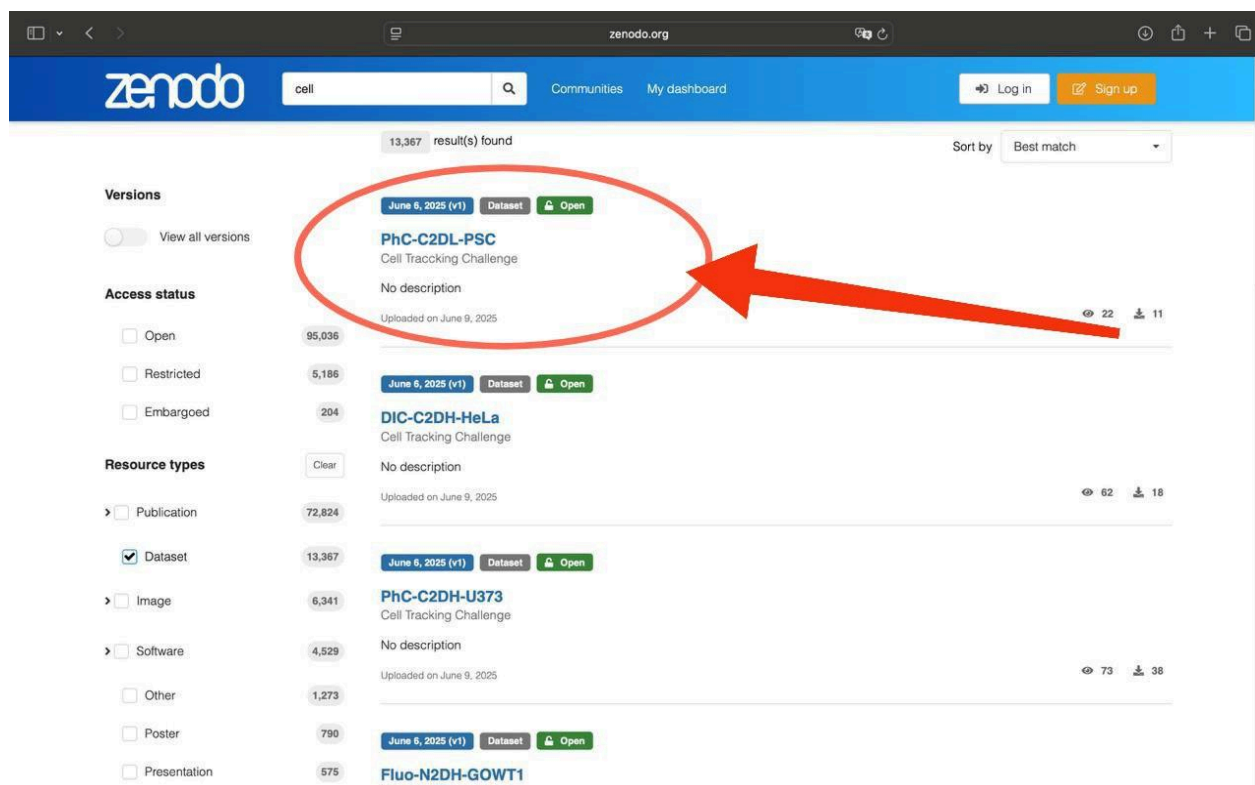 zenodo.org
zenodo
cell
Communities
My dashboard
Log in
Sign up
13,367 result(s) found
Sort by
Best match
Versions
View all versions
Access status
Open 95,036
Restricted 5,186
Embargoed 204
Resource types
Clear
Publication 72,824
Dataset 13,367
Image 6,341
Software 4,529
Other 1,273
Poster 790
Presentation 575
June 6, 2025 (v1) Dataset Open
PhC-C2DL-PSC
Cell Traccking Challenge
No description
Uploaded on June 9, 2025
22 11
June 6, 2025 (v1) Dataset Open
DIC-C2DH-HeLa
Cell Tracking Challenge
No description
Uploaded on June 9, 2025
62 18
June 6, 2025 (v1) Dataset Open
PhC-C2DH-U373
Cell Tracking Challenge
No description
Uploaded on June 9, 2025
73 38
June 6, 2025 (v1) Dataset Open
Fluo-N2DH-GOWT1